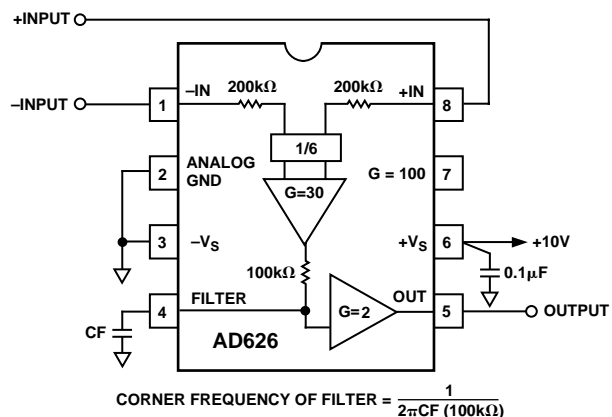 +INPUT
–INPUT
200kΩ 200kΩ
–IN +IN
1 8
1/6
ANALOG
GND
2 G=30 G = 100 7
–VS +VS
3 6 +10V
100kΩ 0.1µF
FILTER OUT
4 G=2 5 OUTPUT
CF
AD626
CORNER FREQUENCY OF FILTER = 1
2πCF (100kΩ)